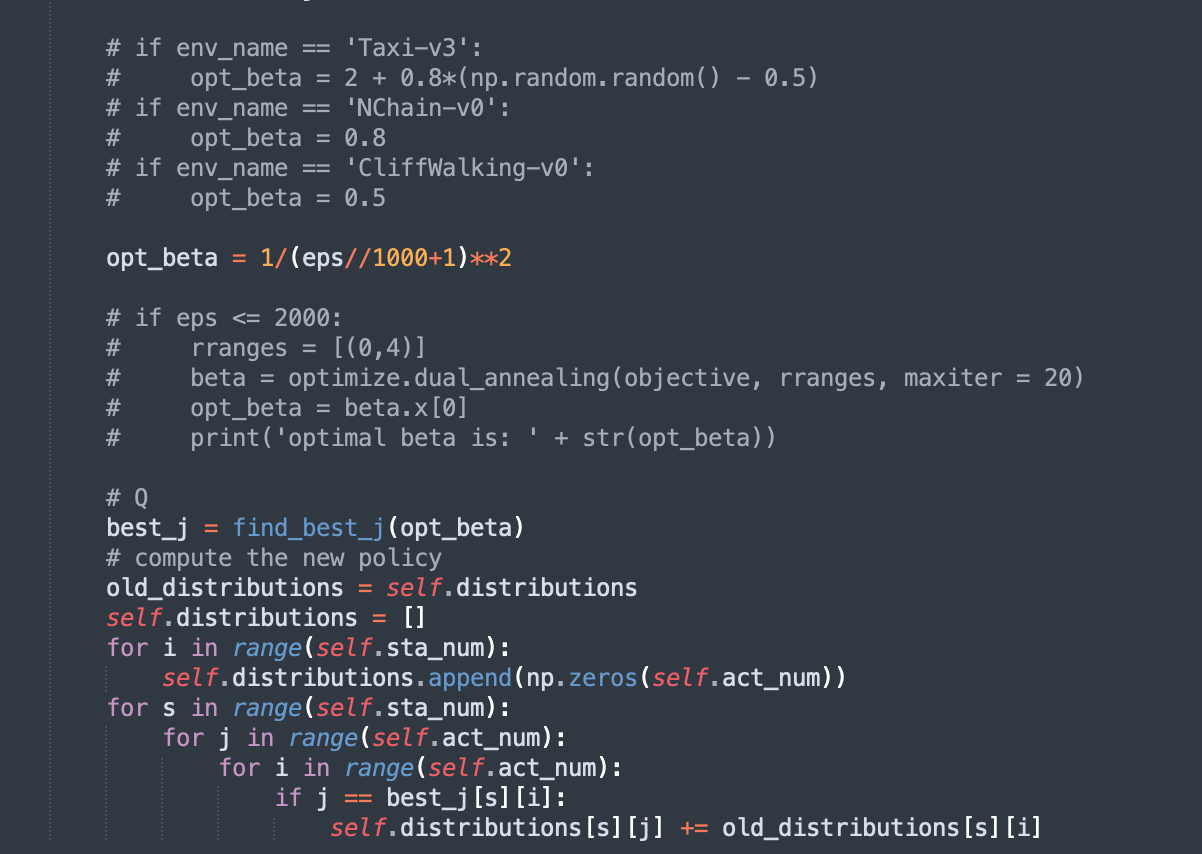 # if env_name == 'Taxi-v3':
#     opt_beta = 2 + 0.8*(np.random.random() - 0.5)
# if env_name == 'NChain-v0':
#     opt_beta = 0.8
# if env_name == 'CliffWalking-v0':
#     opt_beta = 0.5
opt_beta = 1/(eps//1000+1)**2
# if eps <= 2000:
#     rranges = [(0,4)]
#     beta = optimize.dual_annealing(objective, rranges, maxiter = 20)
#     opt_beta = beta.x[0]
#     print('optimal beta is: ' + str(opt_beta))
# Q
best_j = find_best_j(opt_beta)
# compute the new policy
old_distributions = self.distributions
self.distributions = []
for i in range(self.sta_num):
    self.distributions.append(np.zeros(self.act_num))
for s in range(self.sta_num):
    for j in range(self.act_num):
        for i in range(self.act_num):
            if j == best_j[s][i]:
                self.distributions[s][j] += old_distributions[s][i]